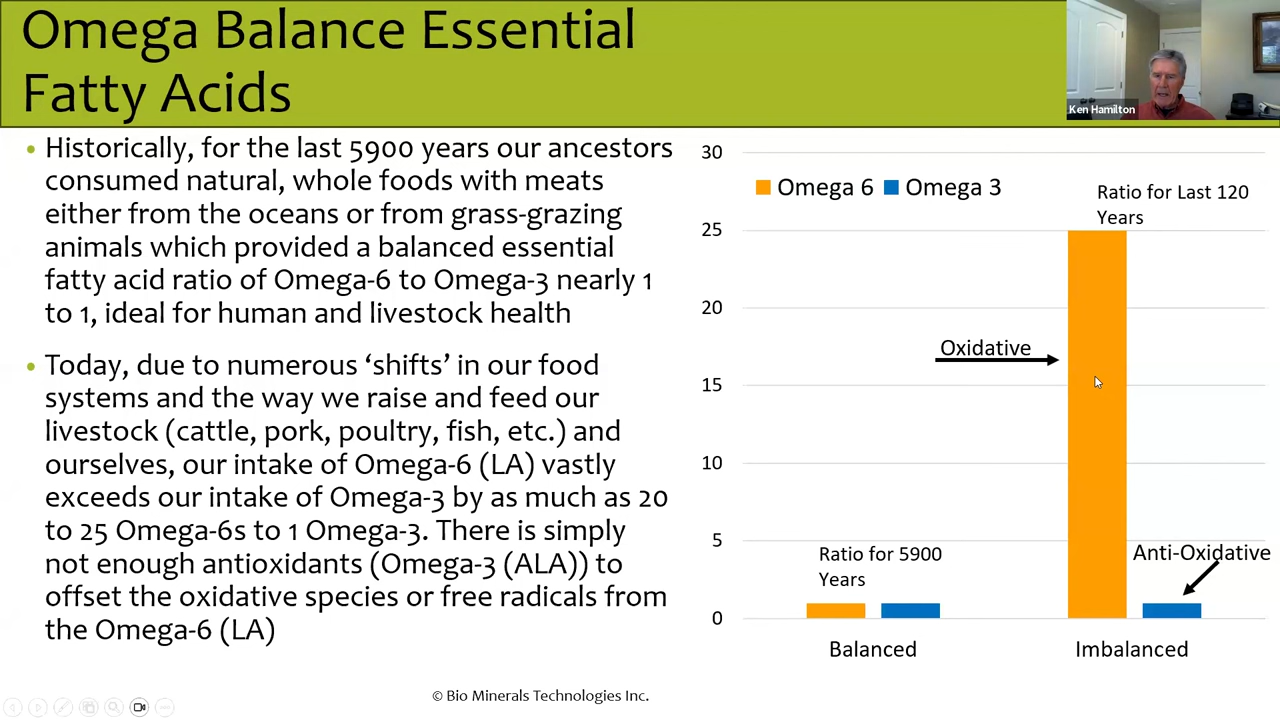 Omega Balance Essential
Fatty Acids
Ken Hamilton
• Historically, for the last 5900 years our ancestors
consumed natural, whole foods with meats
either from the oceans or from grass-grazing
animals which provided a balanced essential
fatty acid ratio of Omega-6 to Omega-3 nearly 1
to 1, ideal for human and livestock health
• Today, due to numerous ‘shifts’ in our food
systems and the way we raise and feed our
livestock (cattle, pork, poultry, fish, etc.) and
ourselves, our intake of Omega-6 (LA) vastly
exceeds our intake of Omega-3 by as much as 20
to 25 Omega-6s to 1 Omega-3. There is simply
not enough antioxidants (Omega-3 (ALA)) to
offset the oxidative species or free radicals from
the Omega-6 (LA)
30
Omega 6 Omega 3
Ratio for Last 120
Years
25
20
Oxidative
15
10
5
Anti-Oxidative
Ratio for 5900
Years
0
Balanced
Imbalanced
© Bio Minerals Technologies Inc.